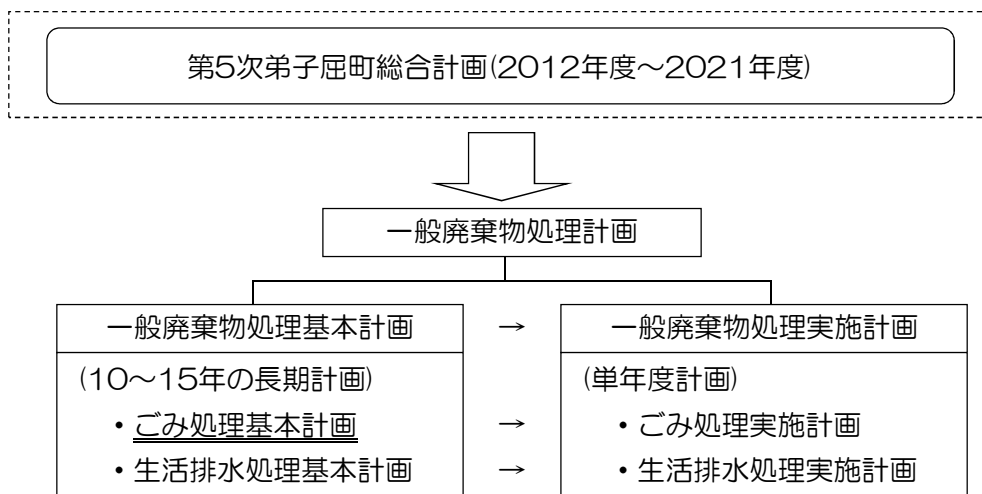 第5次弟子屈町総合計画(2012年度～2021年度)
一般廃棄物処理計画
一般廃棄物処理基本計画 → 一般廃棄物処理実施計画
(10～15年の長期計画) (単年度計画)
・ごみ処理基本計画 → ・ごみ処理実施計画
・生活排水処理基本計画 → ・生活排水処理実施計画